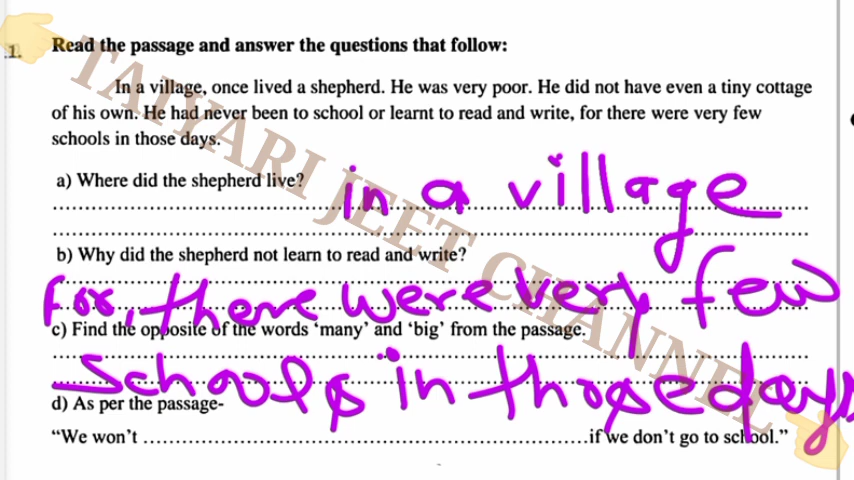 1.
Read the passage and answer the questions that follow:
In a village, once lived a shepherd. He was very poor. He did not have even a tiny cottage
of his own. He had never been to school or learnt to read and write, for there were very few
schools in those days.
a) Where did the shepherd live?
in a village
b) Why did the shepherd not learn to read and write?
For, there were very few
c) Find the opposite of the words ‘many’ and ‘big’ from the passage.
schools in those days
d) As per the passage-
“We won’t ....................................................................if we don’t go to school.”
TAIYARI JEET CHANNEL